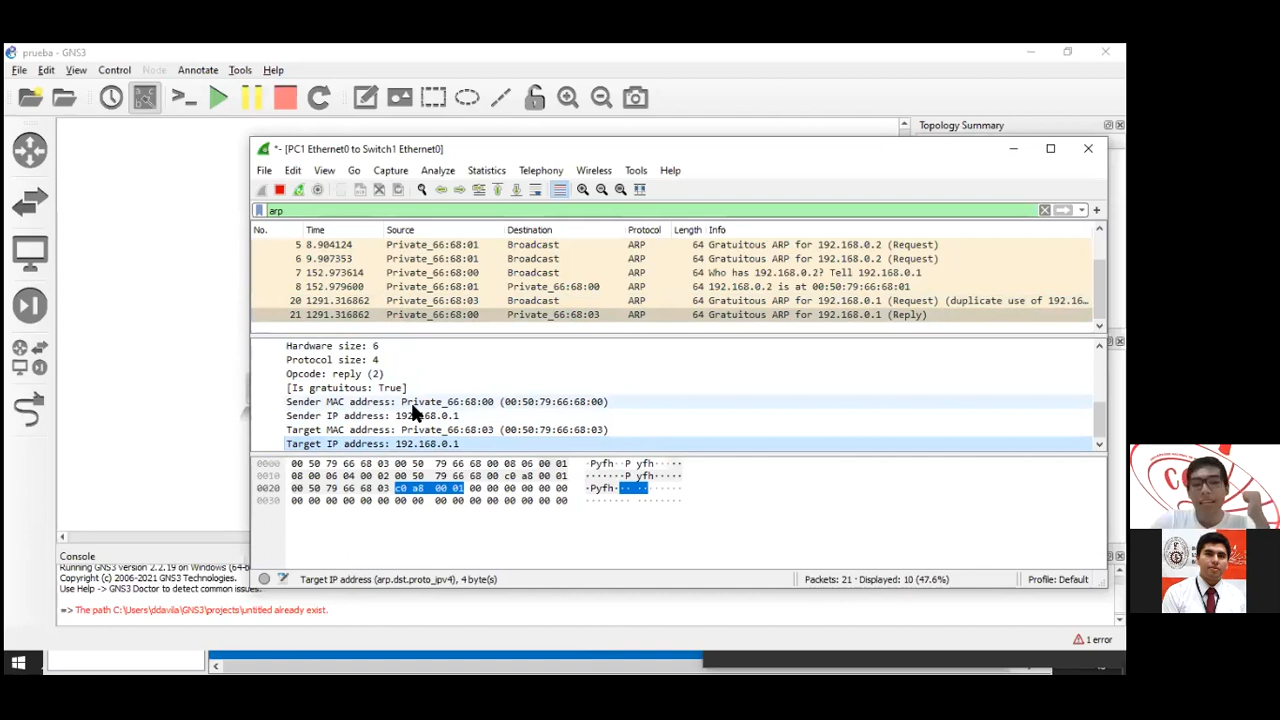 prueba - GNS3
File Edit View Control Node Annotate Tools Help
Topology Summary
*- [PC1 Ethernet0 to Switch1 Ethernet0]
File Edit View Go Capture Analyze Statistics Telephony Wireless Tools Help
arp
No. Time Source Destination Protocol Length Info
5 8.904124 Private_66:68:01 Broadcast ARP 64 Gratuitous ARP for 192.168.0.2 (Request)
6 9.907353 Private_66:68:01 Broadcast ARP 64 Gratuitous ARP for 192.168.0.2 (Request)
7 152.973614 Private_66:68:00 Broadcast ARP 64 Who has 192.168.0.2? Tell 192.168.0.1
8 152.979600 Private_66:68:01 Private_66:68:00 ARP 64 192.168.0.2 is at 00:50:79:66:68:01
20 1291.316862 Private_66:68:03 Broadcast ARP 64 Gratuitous ARP for 192.168.0.1 (Request) (duplicate use of 192.16…
21 1291.316862 Private_66:68:00 Private_66:68:03 ARP 64 Gratuitous ARP for 192.168.0.1 (Reply)
Hardware size: 6
Protocol size: 4
Opcode: reply (2)
[Is gratuitous: True]
Sender MAC address: Private_66:68:00 (00:50:79:66:68:00)
Sender IP address: 192.168.0.1
Target MAC address: Private_66:68:03 (00:50:79:66:68:03)
Target IP address: 192.168.0.1
0000 00 50 79 66 68 03 00 50 79 66 68 00 08 06 00 01 ·Pyfh··P yfh·····
0010 08 00 06 04 00 02 00 50 79 66 68 00 c0 a8 00 01 ·······P yfh·····
0020 00 50 79 66 68 03 c0 a8 00 01 00 00 00 00 00 00 ·Pyfh··· ········
0030 00 00 00 00 00 00 00 00 00 00 00 00 00 00 00 00 ········ ········
Console
Running GNS3 version 2.2.19 on Windows (64-b
Copyright (c) 2006-2021 GNS3 Technologies.
Use Help -> GNS3 Doctor to detect common issues.
=> The path C:\Users\ddavila\GNS3\projects\untitled already exist.
Target IP address (arp.dst.proto_ipv4), 4 byte(s) Packets: 21 · Displayed: 10 (47.6%) Profile: Default
1 error